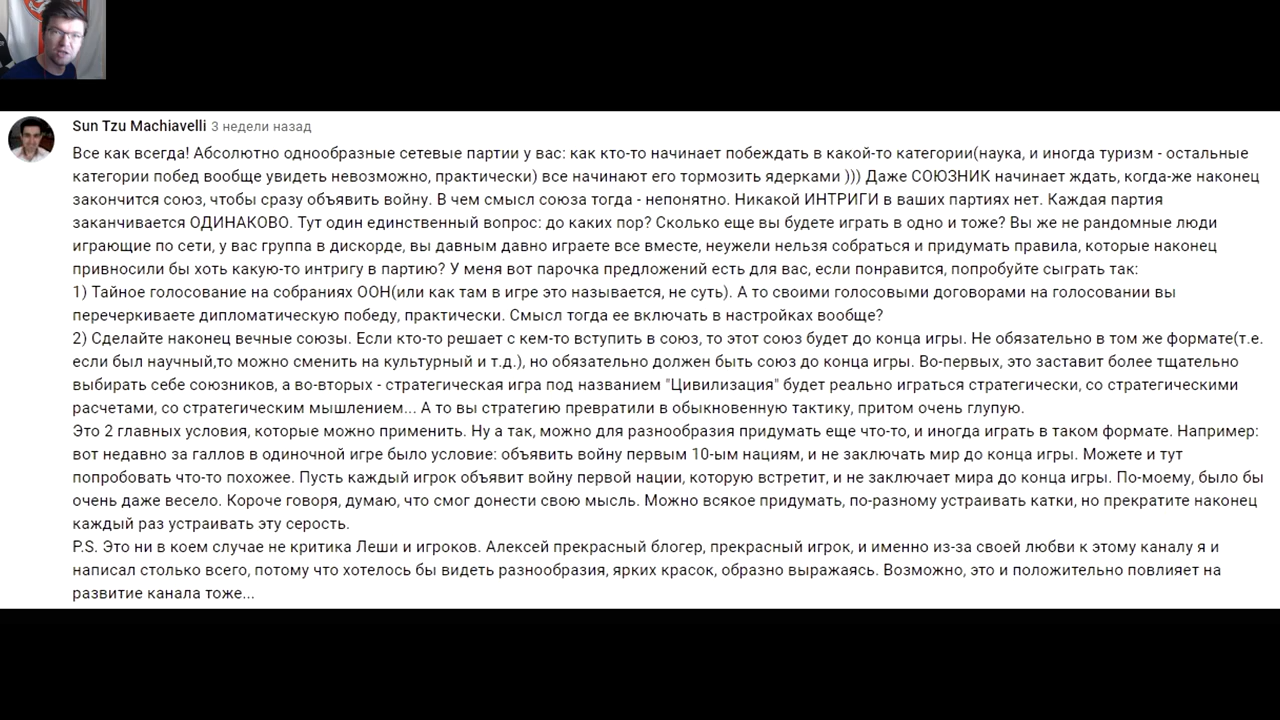 Sun Tzu Machiavelli 3 недели назад
Все как всегда! Абсолютно однообразные сетевые партии у вас: как кто-то начинает побеждать в какой-то категории(наука, и иногда туризм - остальные
категории побед вообще увидеть невозможно, практически) все начинают его тормозить ядерками ))) Даже СОЮЗНИК начинает ждать, когда-же наконец
закончится союз, чтобы сразу объявить войну. В чем смысл союза тогда - непонятно. Никакой ИНТРИГИ в ваших партиях нет. Каждая партия
заканчивается ОДИНАКОВО. Тут один единственный вопрос: до каких пор? Сколько еще вы будете играть в одно и тоже? Вы же не рандомные люди
играющие по сети, у вас группа в дискорде, вы давным давно играете все вместе, неужели нельзя собраться и придумать правила, которые наконец
привносили бы хоть какую-то интригу в партию? У меня вот парочка предложений есть для вас, если понравится, попробуйте сыграть так:
1) Тайное голосование на собраниях ООН(или как там в игре это называется, не суть). А то своими голосовыми договорами на голосовании вы
перечеркиваете дипломатическую победу, практически. Смысл тогда ее включать в настройках вообще?
2) Сделайте наконец вечные союзы. Если кто-то решает с кем-то вступить в союз, то этот союз будет до конца игры. Не обязательно в том же формате(т.е.
если был научный,то можно сменить на культурный и т.д.), но обязательно должен быть союз до конца игры. Во-первых, это заставит более тщательно
выбирать себе союзников, а во-вторых - стратегическая игра под названием "Цивилизация" будет реально играться стратегически, со стратегическими
расчетами, со стратегическим мышлением... А то вы стратегию превратили в обыкновенную тактику, притом очень глупую.
Это 2 главных условия, которые можно применить. Ну а так, можно для разнообразия придумать еще что-то, и иногда играть в таком формате. Например:
вот недавно за галлов в одиночной игре было условие: объявить войну первым 10-ым нациям, и не заключать мир до конца игры. Можете и тут
попробовать что-то похожее. Пусть каждый игрок объявит войну первой нации, которую встретит, и не заключает мира до конца игры. По-моему, было бы
очень даже весело. Короче говоря, думаю, что смог донести свою мысль. Можно всякое придумать, по-разному устраивать катки, но прекратите наконец
каждый раз устраивать эту серость.
P.S. Это ни в коем случае не критика Леши и игроков. Алексей прекрасный блогер, прекрасный игрок, и именно из-за своей любви к этому каналу я и
написал столько всего, потому что хотелось бы видеть разнообразия, ярких красок, образно выражаясь. Возможно, это и положительно повлияет на
развитие канала тоже...